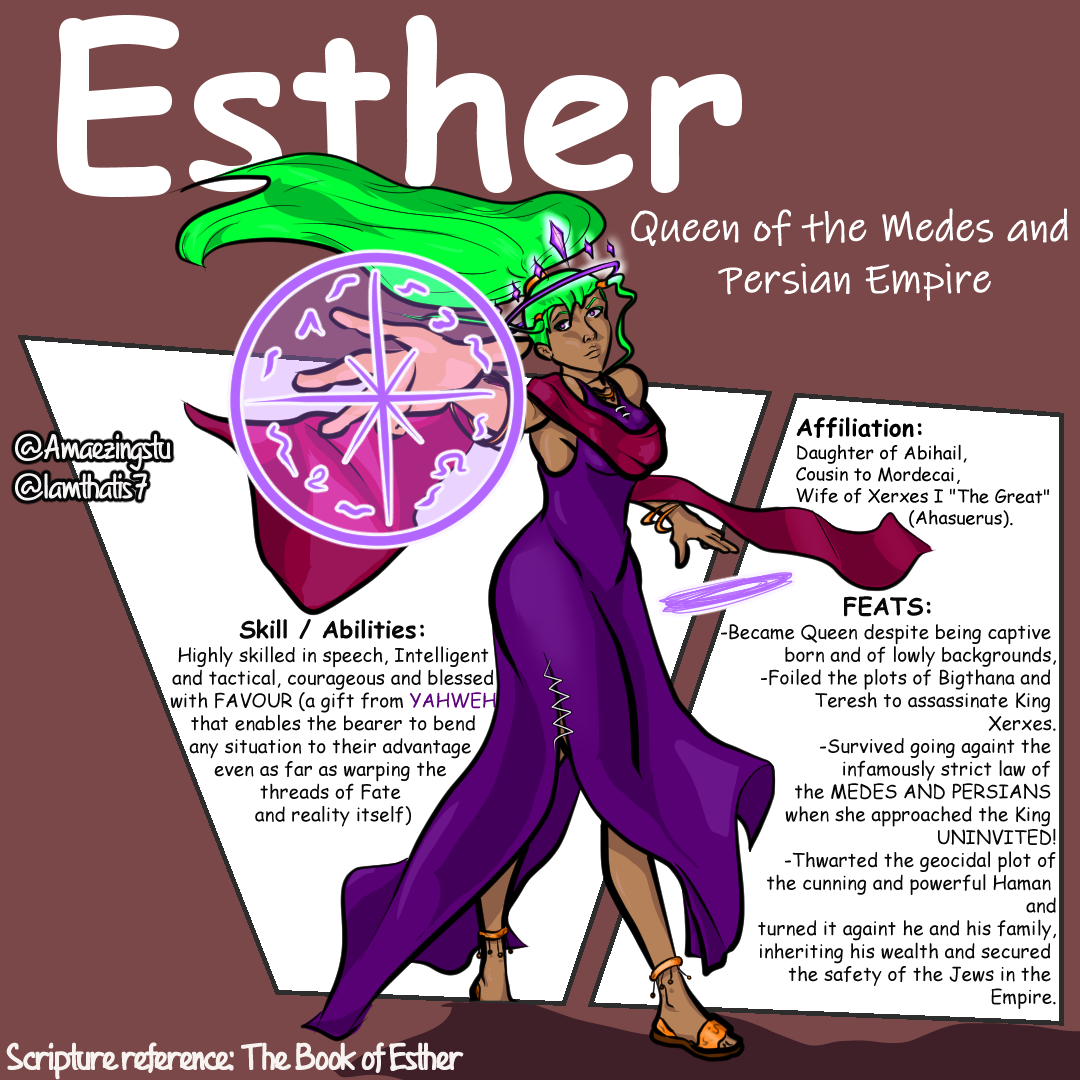 Esther
Queen of the Medes and
Persian Empire
@Amaezingstu
@Iamthatis7
Affiliation:
Daughter of Abihail,
Cousin to Mordecai,
Wife of Xerxes I "The Great"
(Ahasuerus).
Skill / Abilities:
Highly skilled in speech, Intelligent
and tactical, courageous and blessed
with FAVOUR (a gift from YAHWEH
that enables the bearer to bend
any situation to their advantage
even as far as warping the
threads of Fate
and reality itself)
FEATS:
-Became Queen despite being captive
born and of lowly backgrounds,
-Foiled the plots of Bigthana and
Teresh to assassinate King
Xerxes.
-Survived going againt the
infamously strict law of
the MEDES AND PERSIANS
when she approached the King
UNINVITED!
-Thwarted the geocidal plot of
the cunning and powerful Haman
and
turned it againt he and his family,
inheriting his wealth and secured
the safety of the Jews in the
Empire.
Scripture reference: The Book of Esther